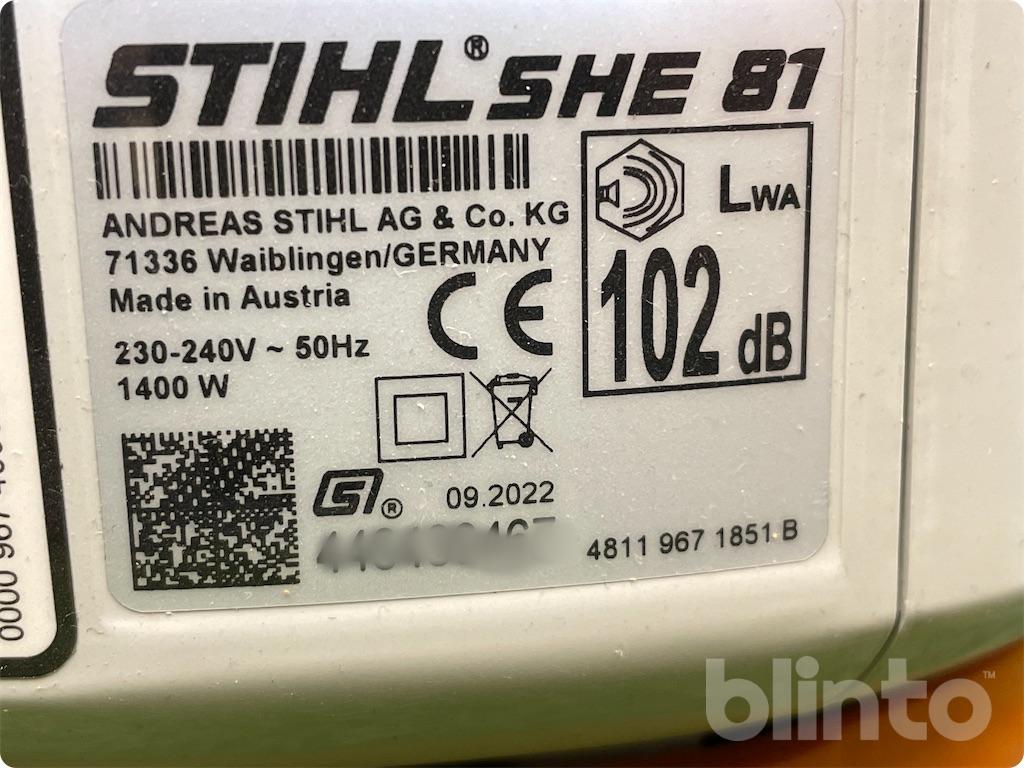 STIHL® SHE 81
ANDREAS STIHL AG & Co. KG
71336 Waiblingen/GERMANY
Made in Austria
230-240V ~ 50Hz
1400 W
CE
LWA
102 dB
®
09.2022
4811 967 1851 B
blinto™